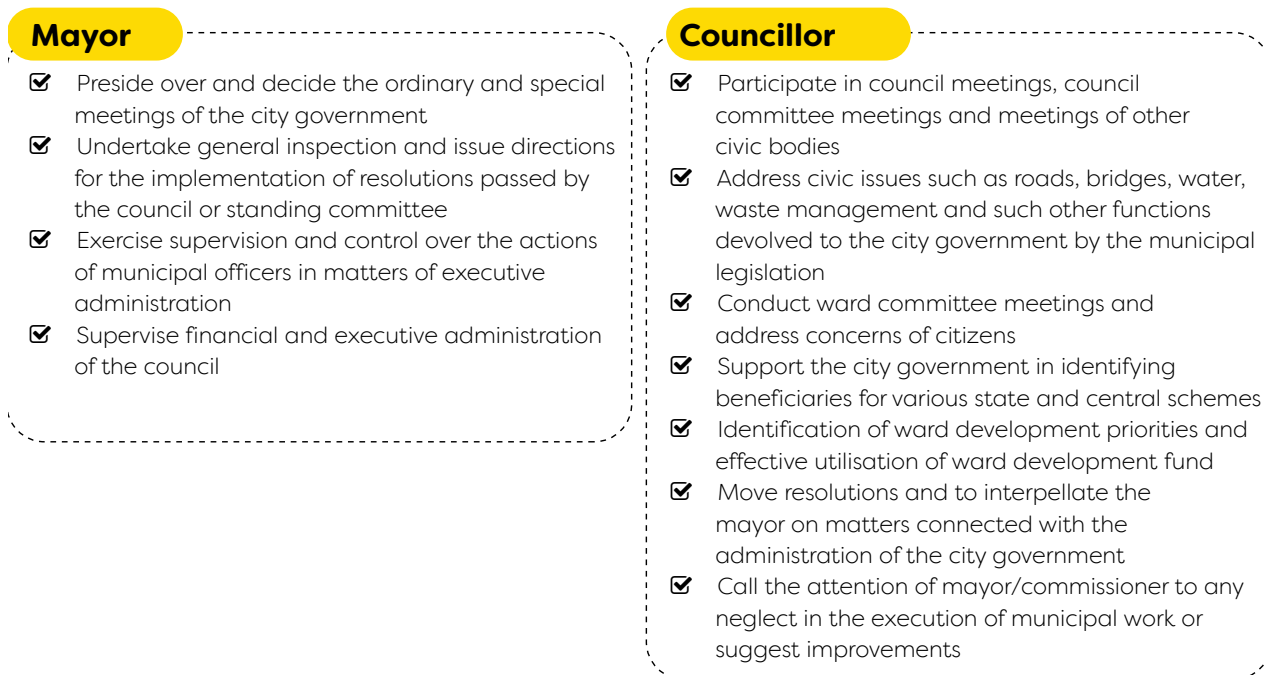 Mayor
Preside over and decide the ordinary and special
meetings of the city government
Undertake general inspection and issue directions
for the implementation of resolutions passed by
the council or standing committee
Exercise supervision and control over the actions
of municipal officers in matters of executive
administration
Supervise financial and executive administration
of the council
Councillor
Participate in council meetings, council
committee meetings and meetings of other
civic bodies
Address civic issues such as roads, bridges, water,
waste management and such other functions
devolved to the city government by the municipal
legislation
Conduct ward committee meetings and
address concerns of citizens
Support the city government in identifying
beneficiaries for various state and central schemes
Identification of ward development priorities and
effective utilisation of ward development fund
Move resolutions and to interpellate the
mayor on matters connected with the
administration of the city government
Call the attention of mayor/commissioner to any
neglect in the execution of municipal work or
suggest improvements